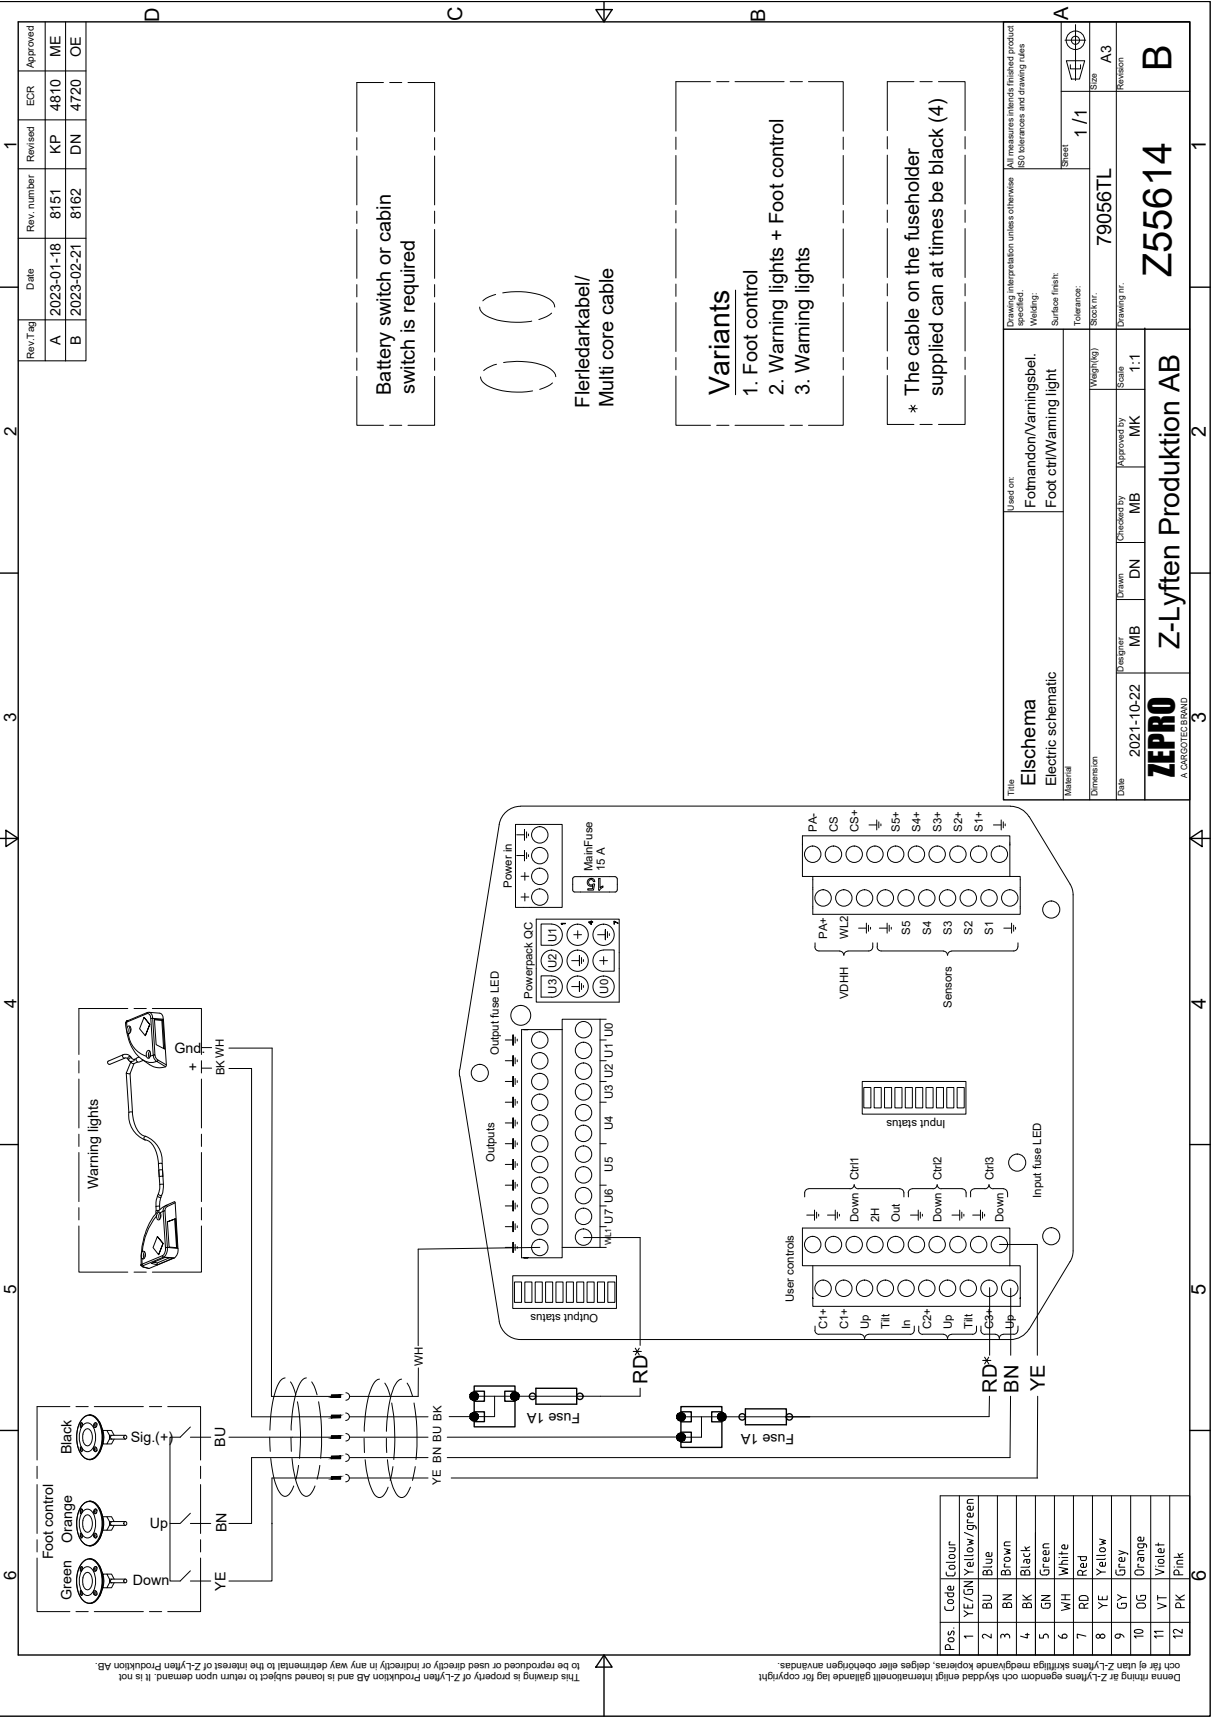 Rev.Tag Date Rev. number Revised ECR Approved
A 2023-01-18 8151 KP 4810 ME
B 2023-02-21 8162 DN 4720 OE
6 5 4 3 2 1
D
C
B
A
Foot control
Green Orange Black
Down Up Sig.(+)
YE BN BU
Warning lights
+ Gnd.
BK WH
Battery switch or cabin
switch is required
Flerledarkabel/
Multi core cable
YE BN BU BK WH
Fuse 1A
RD*
Fuse 1A
RD*
BN
YE
Output status
Outputs
Output fuse LED
WL1 U7 U6 U5 U4 U3 U2 U1 U0
Powerpack QC
U3 U2 U1 1
+ 4
U0 + 7
Power in
+ +
MainFuse
15 A
15
User controls
Down 2H Out Down Down
Ctrl1 Ctrl2 Ctrl3
C1+ C1+ Up Tilt In C2+ Up Tilt C3+ Up
Input status
Input fuse LED
PA+ WL2 S5 S4 S3 S2 S1
VDHH
Sensors
PA- CS CS+ S5+ S4+ S3+ S2+ S1+
Variants
1. Foot control
2. Warning lights + Foot control
3. Warning lights
* The cable on the fuseholder
supplied can at times be black (4)
Pos. Code Colour
1 YE/GN Yellow/green
2 BU Blue
3 BN Brown
4 BK Black
5 GN Green
6 WH White
7 RD Red
8 YE Yellow
9 GY Grey
10 OG Orange
11 VT Violet
12 PK Pink
Title
Elschema
Electric schematic
Used on:
Fotmandon/Varningsbel.
Foot ctrl/Warning light
Drawing interpretation unless otherwise
specified.
Welding:
Surface finish:
Tolerance:
All measures intends finished product
ISO tolerances and drawing rules
Material
Sheet
1 /1
Dimension
Weigh(kg)
Stock nr.
79056TL
Size
A3
Date
2021-10-22
Designer
MB
Drawn
DN
Checked by
MB
Approved by
MK
Scale
1:1
Drawing nr.
Z55614
Revision
B
ZEPRO
A CARGOTEC BRAND
Z-Lyften Produktion AB
6 5 4 3 2 1
This drawing is Property of Z-Lyften Produktion AB and is loaned subject to return upon demand. It is not
to be reproduced or used directly or indirectly in any way detrimental to the interest of Z-Lyften Produktion AB.
Denna ritning är Z-Lyftens egendom och skyddad enligt internationellt gällande lag för copyright
och får ej utan Z-Lyftens skriftliga medgivande kopieras, delges eller obehörigen användas.